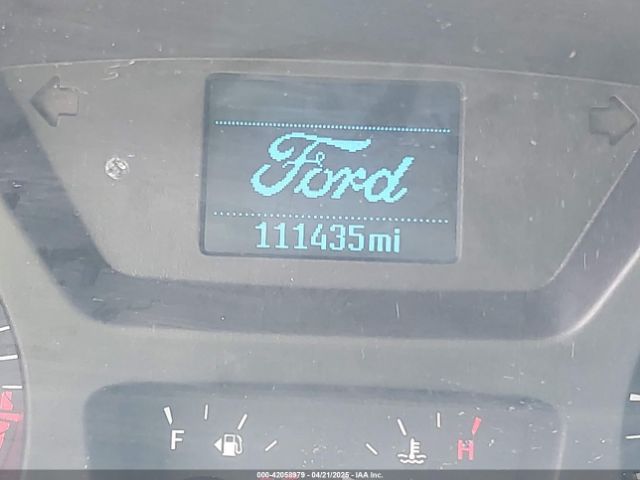 Ford
111435mi
F H
000-42058979 - 04/21/2025 - IAA Inc.